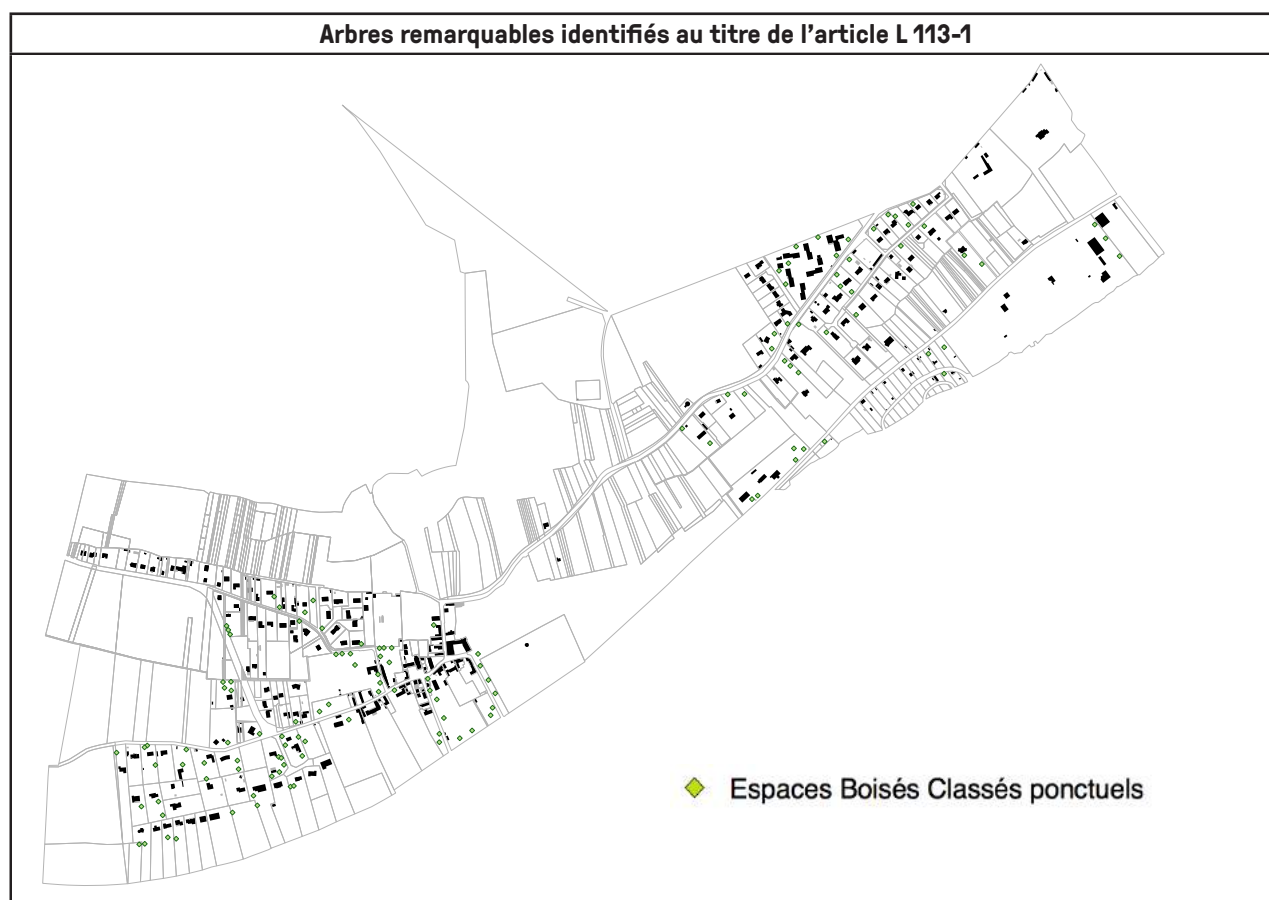 Arbres remarquables identifiés au titre de l'article L 113-1
Espaces Boisés Classés ponctuels